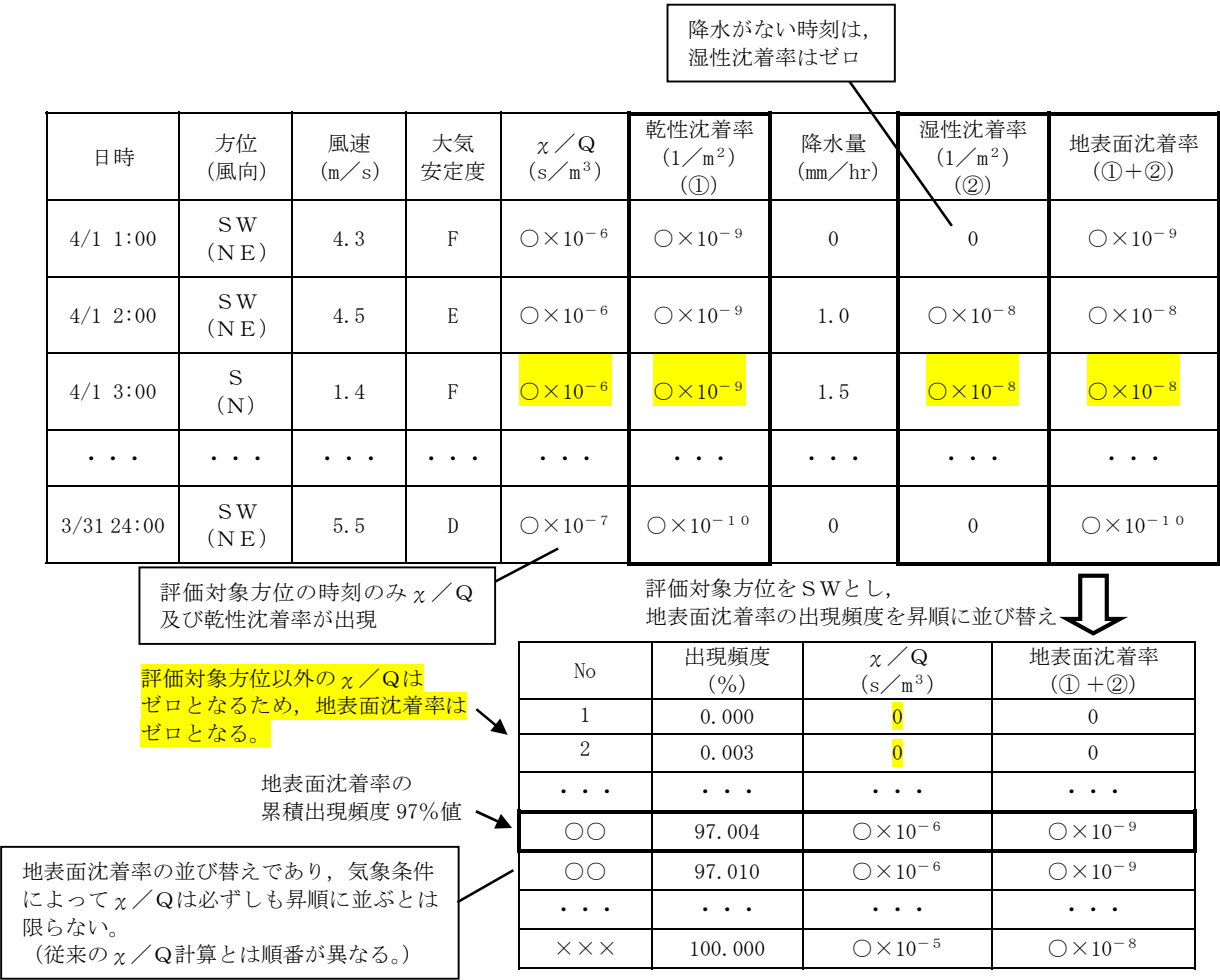 降水がない時刻は,
湿性沈着率はゼロ
日時 方位 (風向) 風速 (m/s) 大気 安定度 χ/Q (s/m³) 乾性沈着率 (1/m²) (①) 降水量 (mm/hr) 湿性沈着率 (1/m²) (②) 地表面沈着率 (①+②)
4/1 1:00 SW (NE) 4.3 F ○×10⁻⁶ ○×10⁻⁹ 0 0 ○×10⁻⁹
4/1 2:00 SW (NE) 4.5 E ○×10⁻⁶ ○×10⁻⁹ 1.0 ○×10⁻⁸ ○×10⁻⁸
4/1 3:00 S (N) 1.4 F ○×10⁻⁶ ○×10⁻⁹ 1.5 ○×10⁻⁸ ○×10⁻⁸
・・・ ・・・ ・・・ ・・・ ・・・ ・・・ ・・・ ・・・ ・・・
3/31 24:00 SW (NE) 5.5 D ○×10⁻⁷ ○×10⁻¹⁰ 0 0 ○×10⁻¹⁰
評価対象方位の時刻のみχ/Q
及び乾性沈着率が出現
評価対象方位をSWとし,
地表面沈着率の出現頻度を昇順に並び替え
評価対象方位以外のχ/Qは
ゼロとなるため,地表面沈着率は
ゼロとなる。
地表面沈着率の
累積出現頻度 97%値
地表面沈着率の並び替えであり,気象条件
によってχ/Qは必ずしも昇順に並ぶとは
限らない。
(従来のχ/Q計算とは順番が異なる。)
No 出現頻度 (%) χ/Q (s/m³) 地表面沈着率 (①+②)
1 0.000 0 0
2 0.003 0 0
・・・ ・・・ ・・・ ・・・
○○ 97.004 ○×10⁻⁶ ○×10⁻⁹
○○ 97.010 ○×10⁻⁶ ○×10⁻⁹
・・・ ・・・ ・・・ ・・・
××× 100.000 ○×10⁻⁵ ○×10⁻⁸